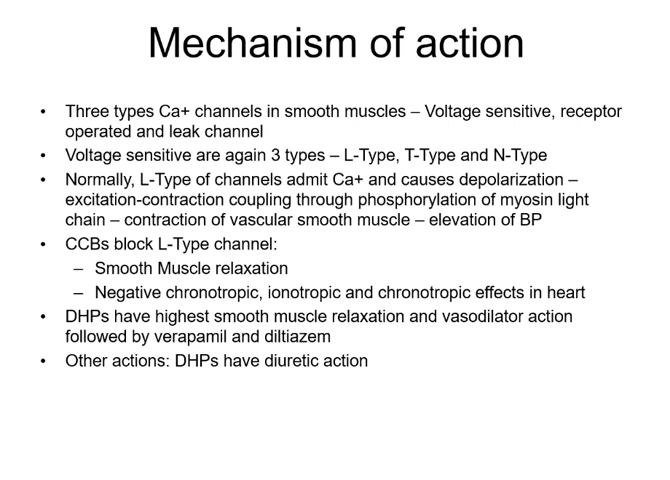 Mechanism of action
• Three types Ca+ channels in smooth muscles – Voltage sensitive, receptor
operated and leak channel
• Voltage sensitive are again 3 types – L-Type, T-Type and N-Type
• Normally, L-Type of channels admit Ca+ and causes depolarization –
excitation-contraction coupling through phosphorylation of myosin light
chain – contraction of vascular smooth muscle – elevation of BP
• CCBs block L-Type channel:
– Smooth Muscle relaxation
– Negative chronotropic, ionotropic and chronotropic effects in heart
• DHPs have highest smooth muscle relaxation and vasodilator action
followed by verapamil and diltiazem
• Other actions: DHPs have diuretic action